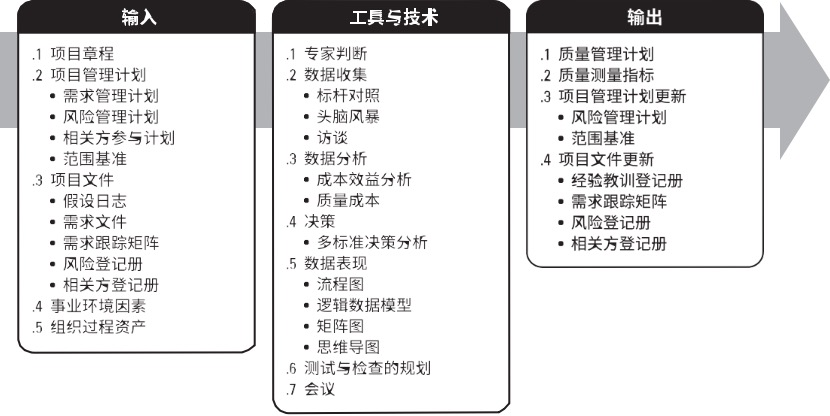 输入
.1 项目章程
.2 项目管理计划
• 需求管理计划
• 风险管理计划
• 相关方参与计划
• 范围基准
.3 项目文件
• 假设日志
• 需求文件
• 需求跟踪矩阵
• 风险登记册
• 相关方登记册
.4 事业环境因素
.5 组织过程资产
工具与技术
.1 专家判断
.2 数据收集
• 标杆对照
• 头脑风暴
• 访谈
.3 数据分析
• 成本效益分析
• 质量成本
.4 决策
• 多标准决策分析
.5 数据表现
• 流程图
• 逻辑数据模型
• 矩阵图
• 思维导图
.6 测试与检查的规划
.7 会议
输出
.1 质量管理计划
.2 质量测量指标
.3 项目管理计划更新
• 风险管理计划
• 范围基准
.4 项目文件更新
• 经验教训登记册
• 需求跟踪矩阵
• 风险登记册
• 相关方登记册